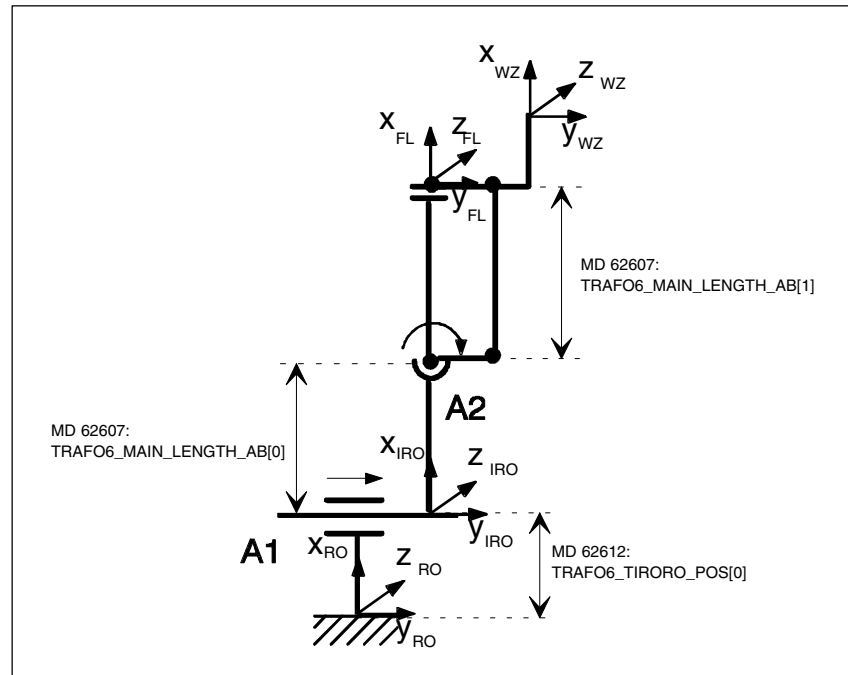 x WZ
z WZ
y WZ
x FL
z FL
y FL
MD 62607:
TRAFO6_MAIN_LENGTH_AB[1]
A2
MD 62607:
TRAFO6_MAIN_LENGTH_AB[0]
x IRO
z IRO
y IRO
A1
x RO
z RO
y RO
MD 62612:
TRAFO6_TIRORO_POS[0]